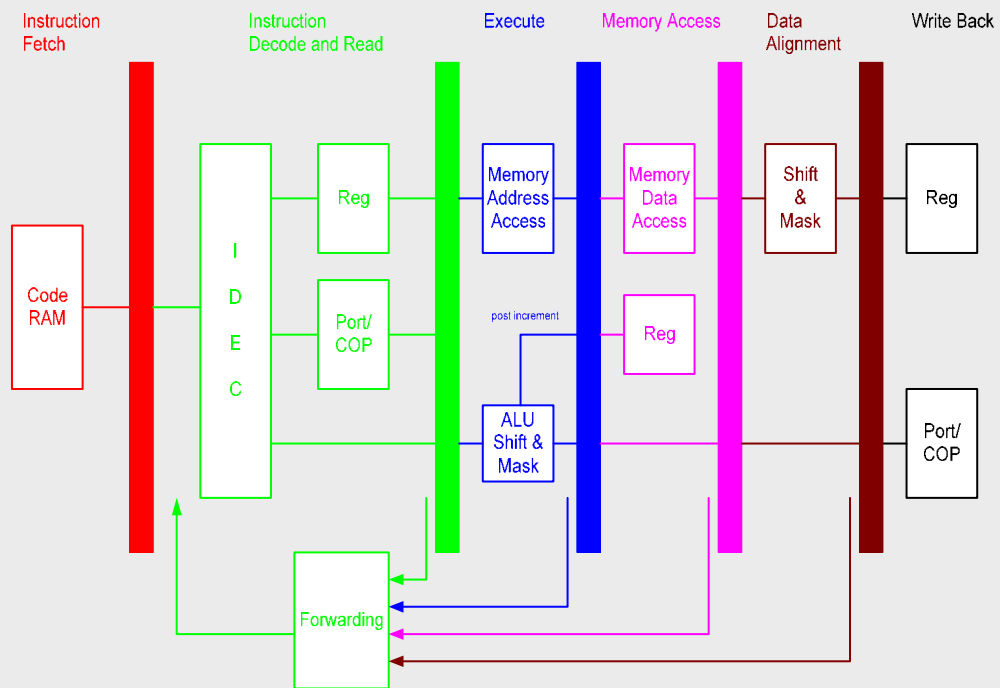 Instruction
Fetch
Instruction
Decode and Read
Execute
Memory Access
Data
Alignment
Write Back
Code
RAM
I
D
E
C
Reg
Port/
COP
Memory
Address
Access
post increment
ALU
Shift &
Mask
Memory
Data
Access
Reg
Shift
&
Mask
Reg
Port/
COP
Forwarding